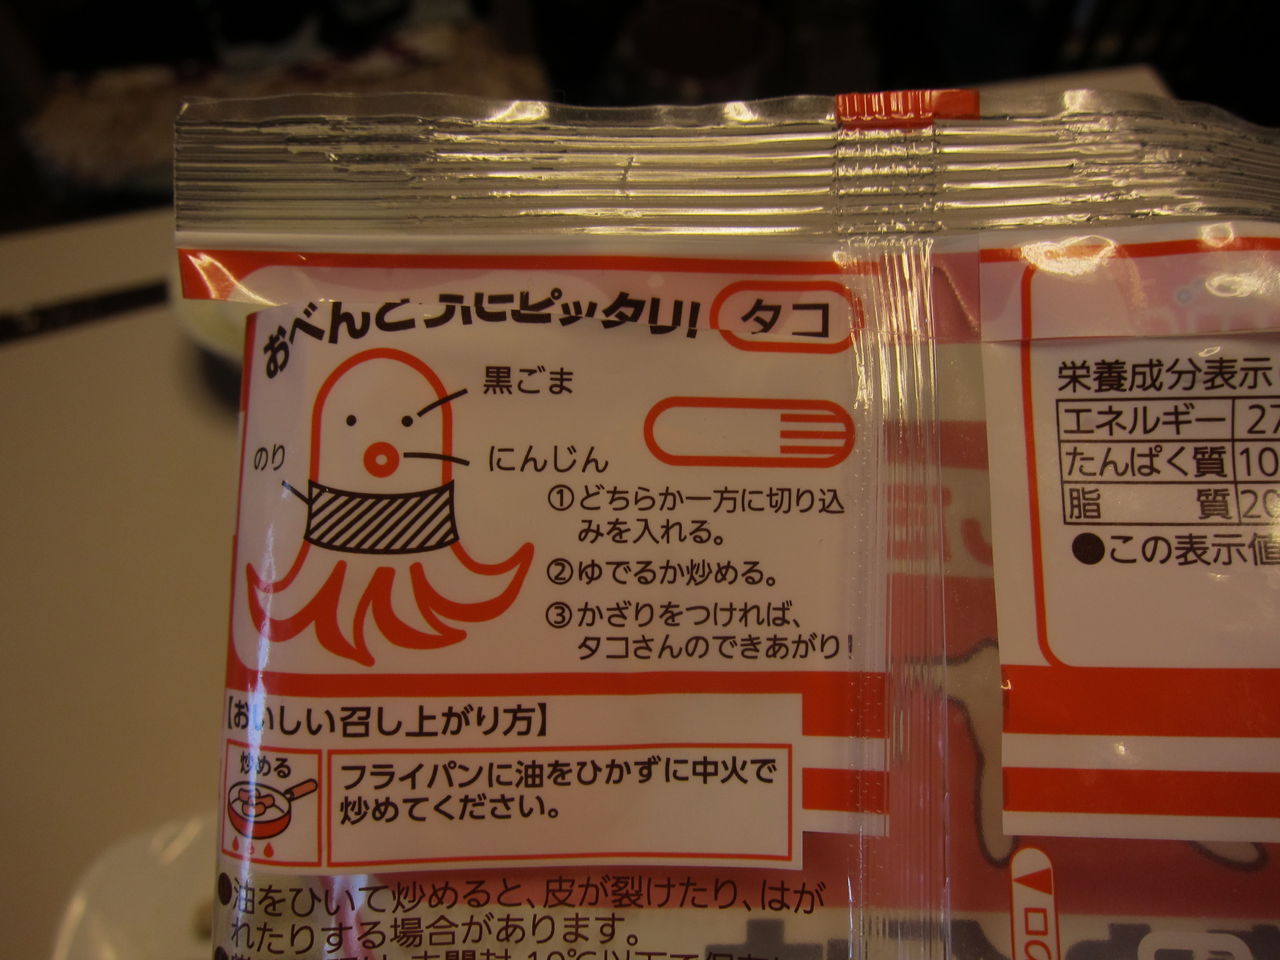 おべんとうにピッタリ!
タコ
黒ごま
のり
にんじん
①どちらか一方に切り込
みを入れる。
②ゆでるか炒める。
③かざりをつければ、
タコさんのできあがり!
【おいしい召し上がり方】
炒める
フライパンに油をひかずに中火で
炒めてください。
●油をひいて炒めると、皮が裂けたり、はが
れたりする場合があります。
栄養成分表示
エネルギー 27
たんぱく質 10
脂質 20
●この表示値